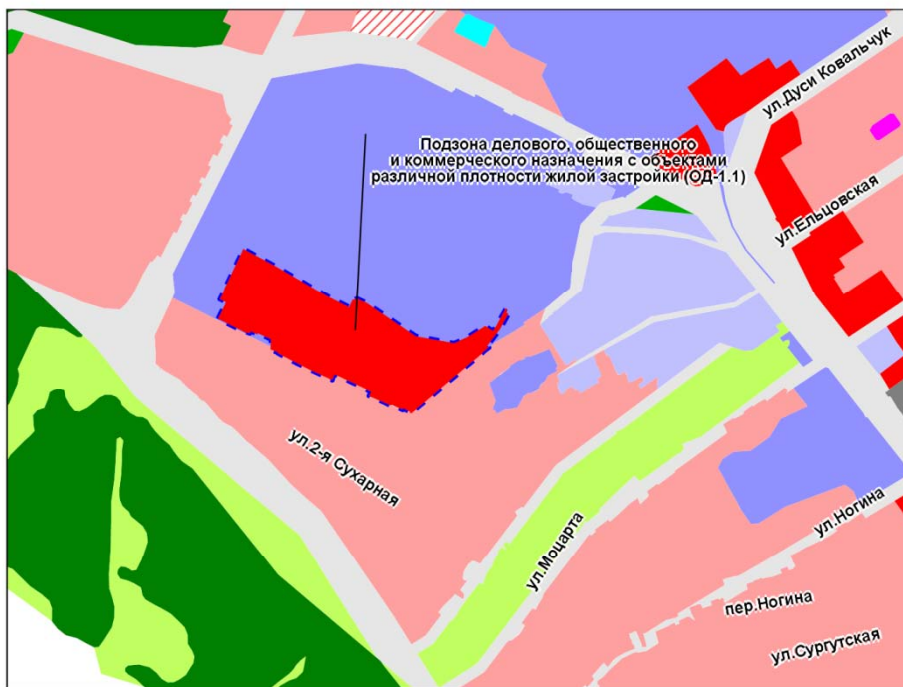 ул.Дуси Ковальчук
Подзона делового, общественного
и коммерческого назначения с объектами
различной плотности жилой застройки (ОД-1.1)
ул.Ельцовская
ул.2-я Сухарная
ул.Моцарта
ул.Ногина
пер.Ногина
ул.Сургутская